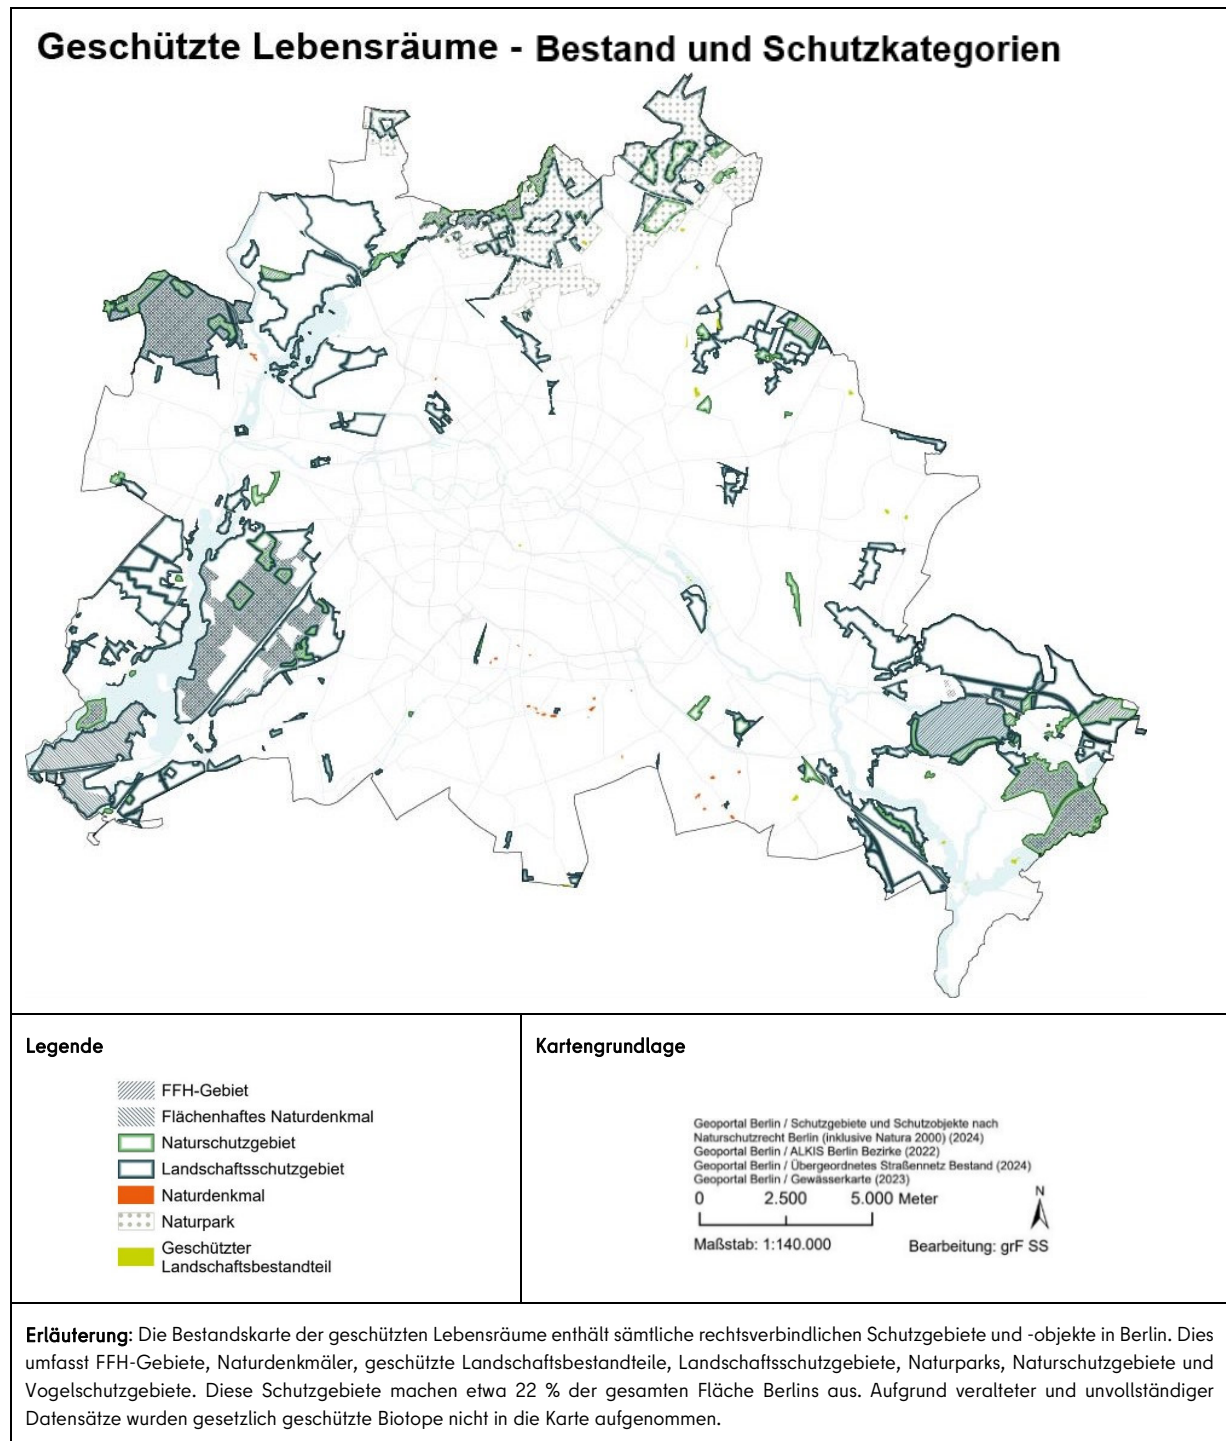 Geschützte Lebensräume - Bestand und Schutzkategorien
Legende
FFH-Gebiet
Flächenhaftes Naturdenkmal
Naturschutzgebiet
Landschaftsschutzgebiet
Naturdenkmal
Naturpark
Geschützter
Landschaftsbestandteil
Kartengrundlage
Geoportal Berlin / Schutzgebiete und Schutzobjekte nach
Naturschutzrecht Berlin (inklusive Natura 2000) (2024)
Geoportal Berlin / ALKIS Berlin Bezirke (2022)
Geoportal Berlin / Übergeordnetes Straßennetz Bestand (2024)
Geoportal Berlin / Gewässerkarte (2023)
0 2.500 5.000 Meter
N
Maßstab: 1:140.000 Bearbeitung: grF SS
Erläuterung: Die Bestandskarte der geschützten Lebensräume enthält sämtliche rechtsverbindlichen Schutzgebiete und -objekte in Berlin. Dies
umfasst FFH-Gebiete, Naturdenkmäler, geschützte Landschaftsbestandteile, Landschaftsschutzgebiete, Naturparks, Naturschutzgebiete und
Vogelschutzgebiete. Diese Schutzgebiete machen etwa 22 % der gesamten Fläche Berlins aus. Aufgrund veralteter und unvollständiger
Datensätze wurden gesetzlich geschützte Biotope nicht in die Karte aufgenommen.